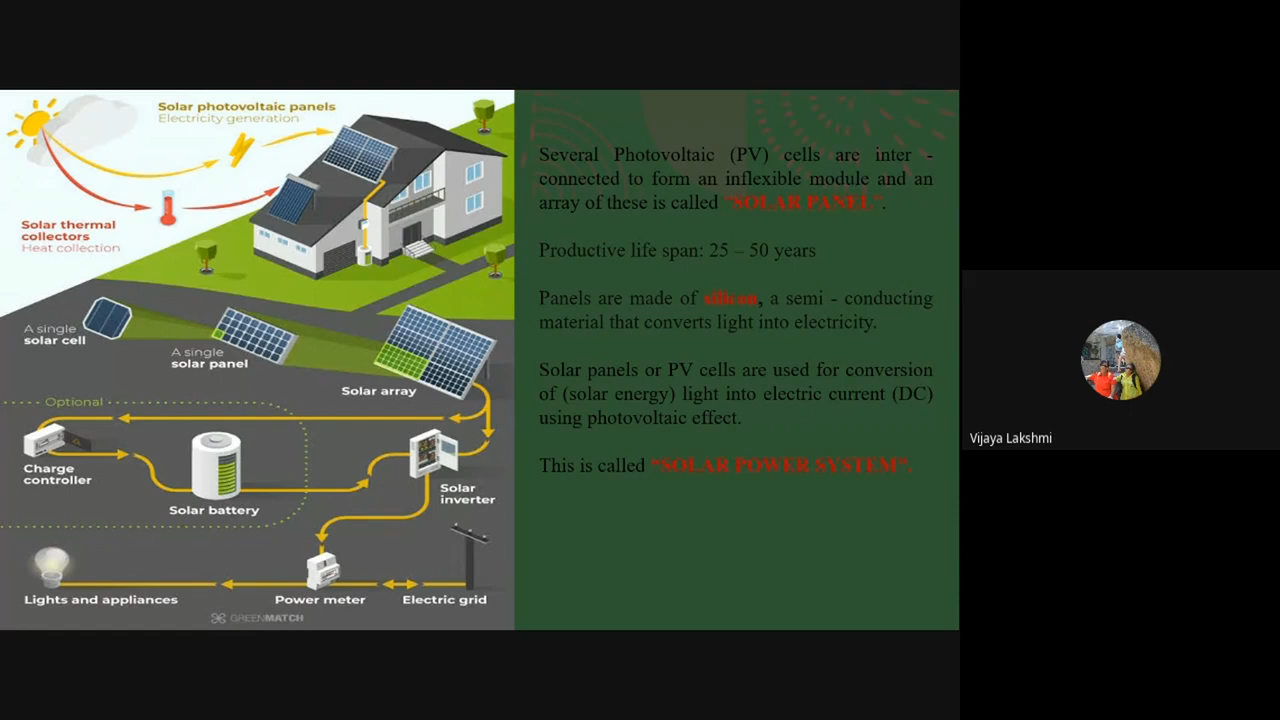 Solar photovoltaic panels
Electricity generation
Solar thermal
collectors
Heat collection
A single
solar cell
A single
solar panel
Solar array
Optional
Charge
controller
Solar battery
Solar
inverter
Lights and appliances
Power meter
Electric grid
GREENMATCH
Several Photovoltaic (PV) cells are inter -
connected to form an inflexible module and an
array of these is called "SOLAR PANEL".
Productive life span: 25 – 50 years
Panels are made of silicon, a semi - conducting
material that converts light into electricity.
Solar panels or PV cells are used for conversion
of (solar energy) light into electric current (DC)
using photovoltaic effect.
This is called "SOLAR POWER SYSTEM".
Vijaya Lakshmi